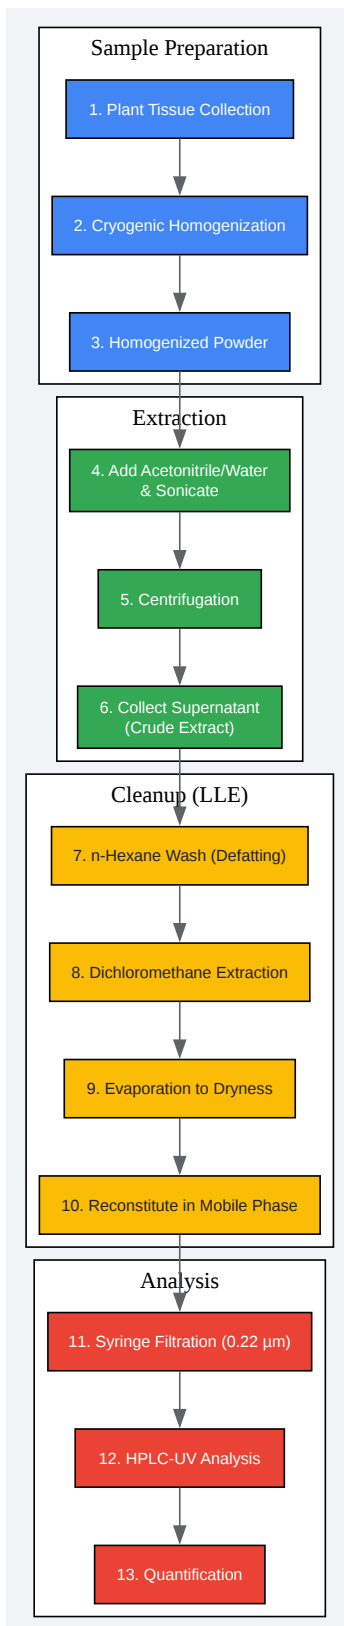 Sample Preparation
1. Plant Tissue Collection
2. Cryogenic Homogenization
3. Homogenized Powder
Extraction
4. Add Acetonitrile/Water
& Sonicate
5. Centrifugation
6. Collect Supernatant
(Crude Extract)
Cleanup (LLE)
7. n-Hexane Wash (Defatting)
8. Dichloromethane Extraction
9. Evaporation to Dryness
10. Reconstitute in Mobile Phase
Analysis
11. Syringe Filtration (0.22 µm)
12. HPLC-UV Analysis
13. Quantification